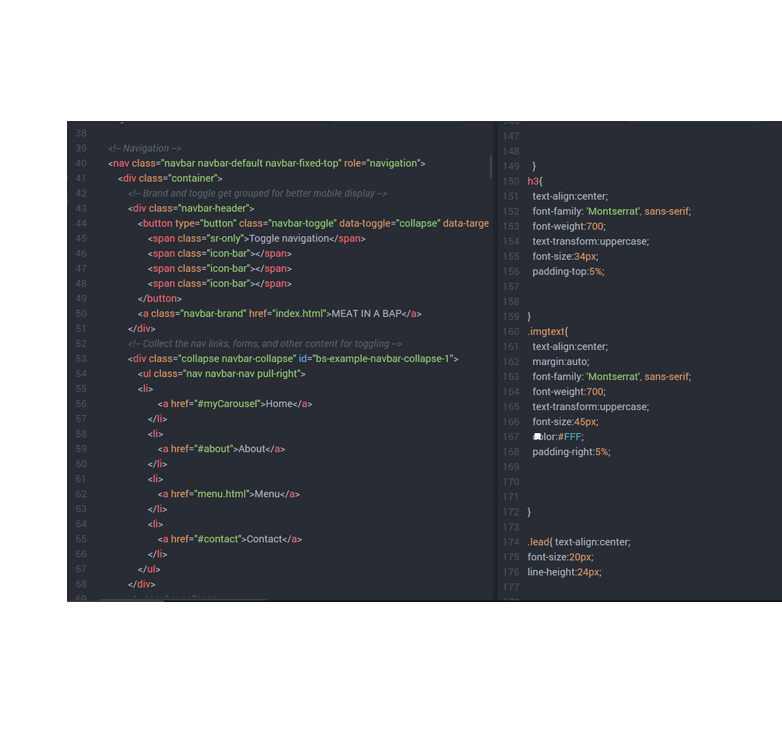 38
39 <!-- Navigation -->
40 <nav class="navbar navbar-default navbar-fixed-top" role="navigation">
41 <div class="container">
42 <!-- Brand and toggle get grouped for better mobile display -->
43 <div class="navbar-header">
44 <button type="button" class="navbar-toggle" data-toggle="collapse" data-targe
45 <span class="sr-only">Toggle navigation</span>
46 <span class="icon-bar"></span>
47 <span class="icon-bar"></span>
48 <span class="icon-bar"></span>
49 </button>
50 <a class="navbar-brand" href="index.html">MEAT IN A BAP</a>
51 </div>
52 <!-- Collect the nav links, forms, and other content for toggling -->
53 <div class="collapse navbar-collapse" id="bs-example-navbar-collapse-1">
54 <ul class="nav navbar-nav pull-right">
55 <li>
56 <a href="#myCarousel">Home</a>
57 </li>
58 <li>
59 <a href="#about">About</a>
60 </li>
61 <li>
62 <a href="menu.html">Menu</a>
63 </li>
64 <li>
65 <a href="#contact">Contact</a>
66 </li>
67 </ul>
68 </div>
69
147
148
149 }
150 h3{
151 text-align:center;
152 font-family: 'Montserrat', sans-serif;
153 font-weight:700;
154 text-transform:uppercase;
155 font-size:34px;
156 padding-top:5%;
157
158
159 }
160 .imgtext{
161 text-align:center;
162 margin:auto;
163 font-family: 'Montserrat', sans-serif;
164 font-weight:700;
165 text-transform:uppercase;
166 font-size:45px;
167 color:#FFF;
168 padding-right:5%;
169
170
171
172 }
173
174 .lead{ text-align:center;
175 font-size:20px;
176 line-height:24px;
177